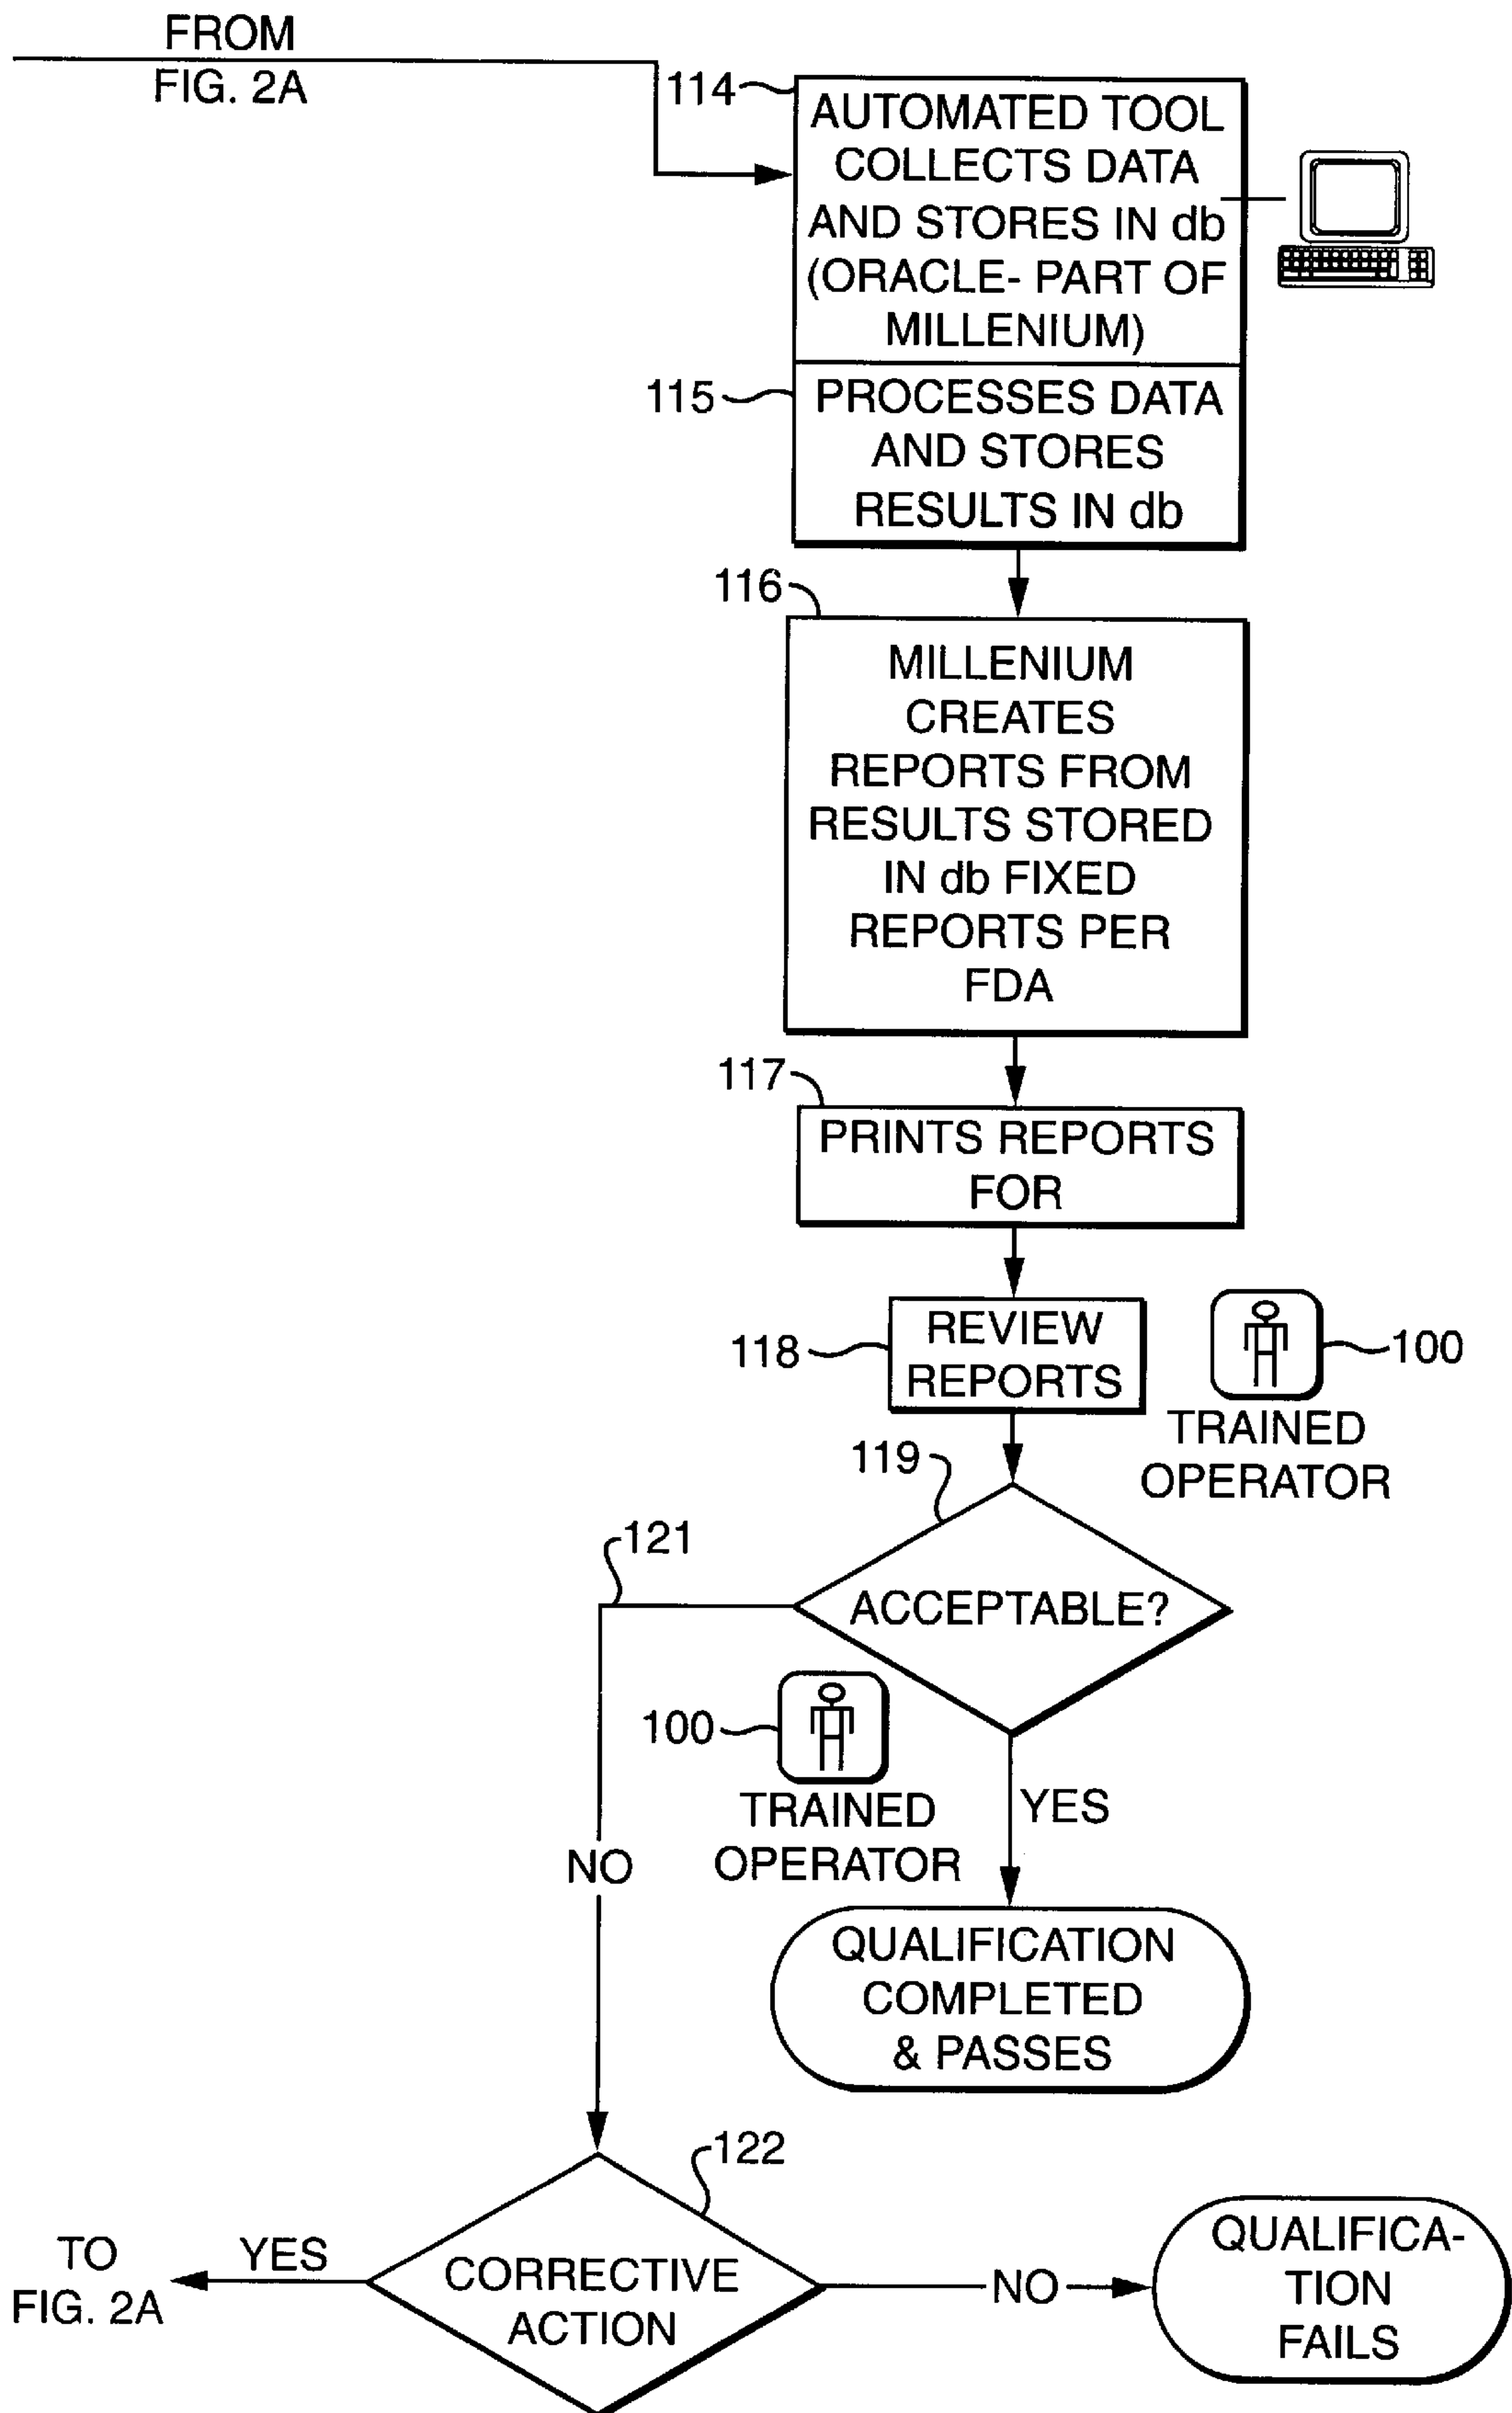 FROM
FIG. 2A
114
AUTOMATED TOOL
COLLECTS DATA
AND STORES IN db
(ORACLE- PART OF
MILLENIUM)
115
PROCESSES DATA
AND STORES
RESULTS IN db
116
MILLENIUM
CREATES
REPORTS FROM
RESULTS STORED
IN db FIXED
REPORTS PER
FDA
117
PRINTS REPORTS
FOR
118
REVIEW
REPORTS
100
TRAINED
OPERATOR
119
121
ACCEPTABLE?
100
TRAINED
OPERATOR
YES
NO
QUALIFICATION
COMPLETED
& PASSES
122
CORRECTIVE
ACTION
YES
TO
FIG. 2A
NO
QUALIFICA-
TION
FAILS